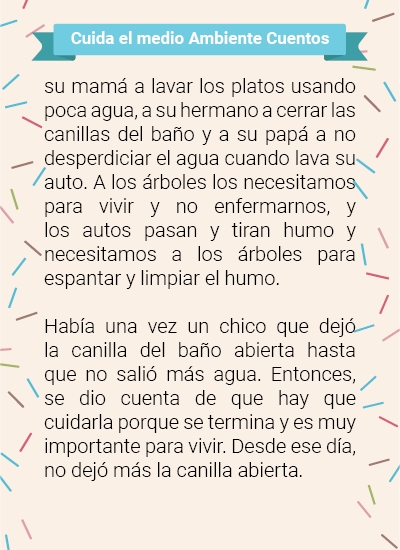 Cuida el medio Ambiente Cuentos
su mamá a lavar los platos usando
poca agua, a su hermano a cerrar las
canillas del baño y a su papá a no
desperdiciar el agua cuando lava su
auto. A los árboles los necesitamos
para vivir y no enfermarnos, y
los autos pasan y tiran humo y
necesitamos a los árboles para
espantar y limpiar el humo.
Había una vez un chico que dejó
la canilla del baño abierta hasta
que no salió más agua. Entonces,
se dio cuenta de que hay que
cuidarla porque se termina y es muy
importante para vivir. Desde ese día,
no dejó más la canilla abierta.